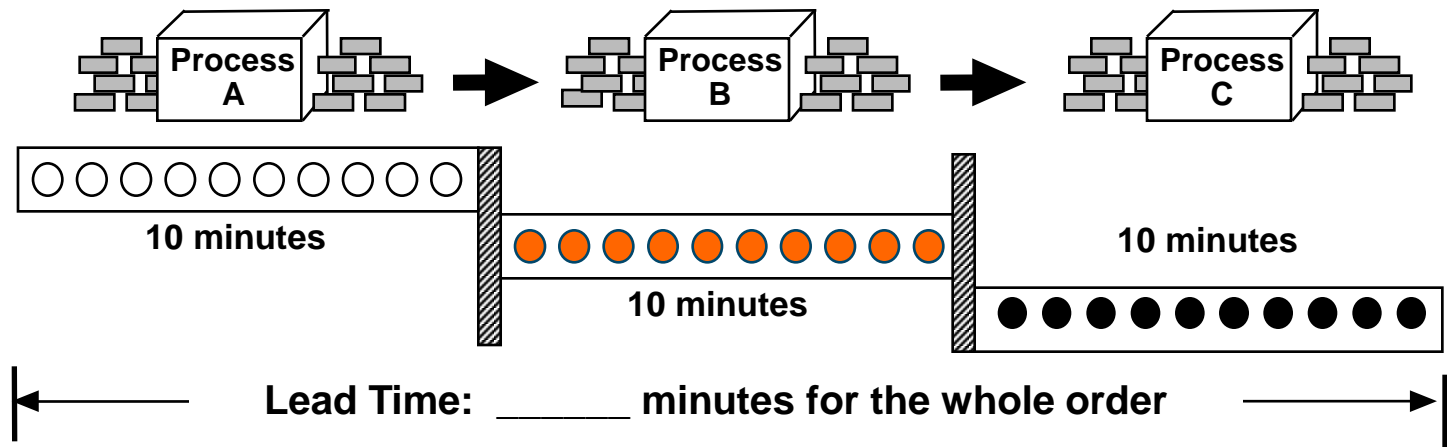 Process
A
Process
B
Process
C
10 minutes
10 minutes
10 minutes
Lead Time: ______ minutes for the whole order